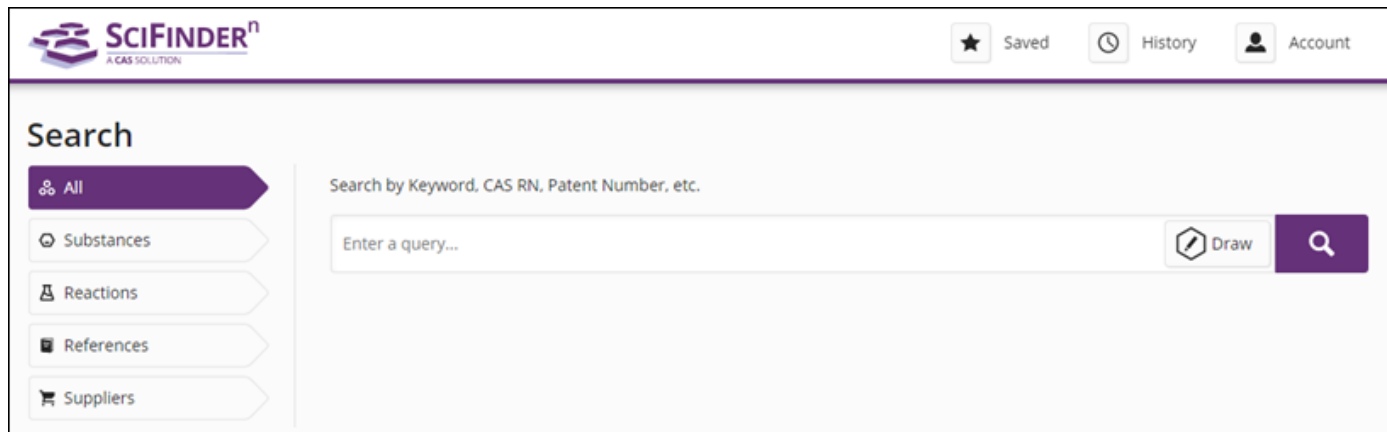 SCIFINDERⁿ
A CAS SOLUTION
Saved
History
Account
Search
All
Substances
Reactions
References
Suppliers
Search by Keyword, CAS RN, Patent Number, etc.
Enter a query...
Draw